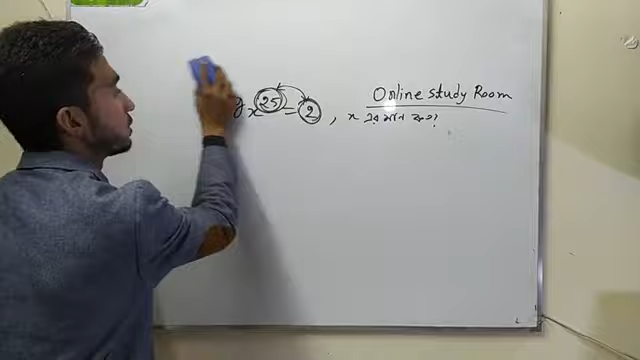 Online Study Room
g x 25 = 2 , x এর মান কত?